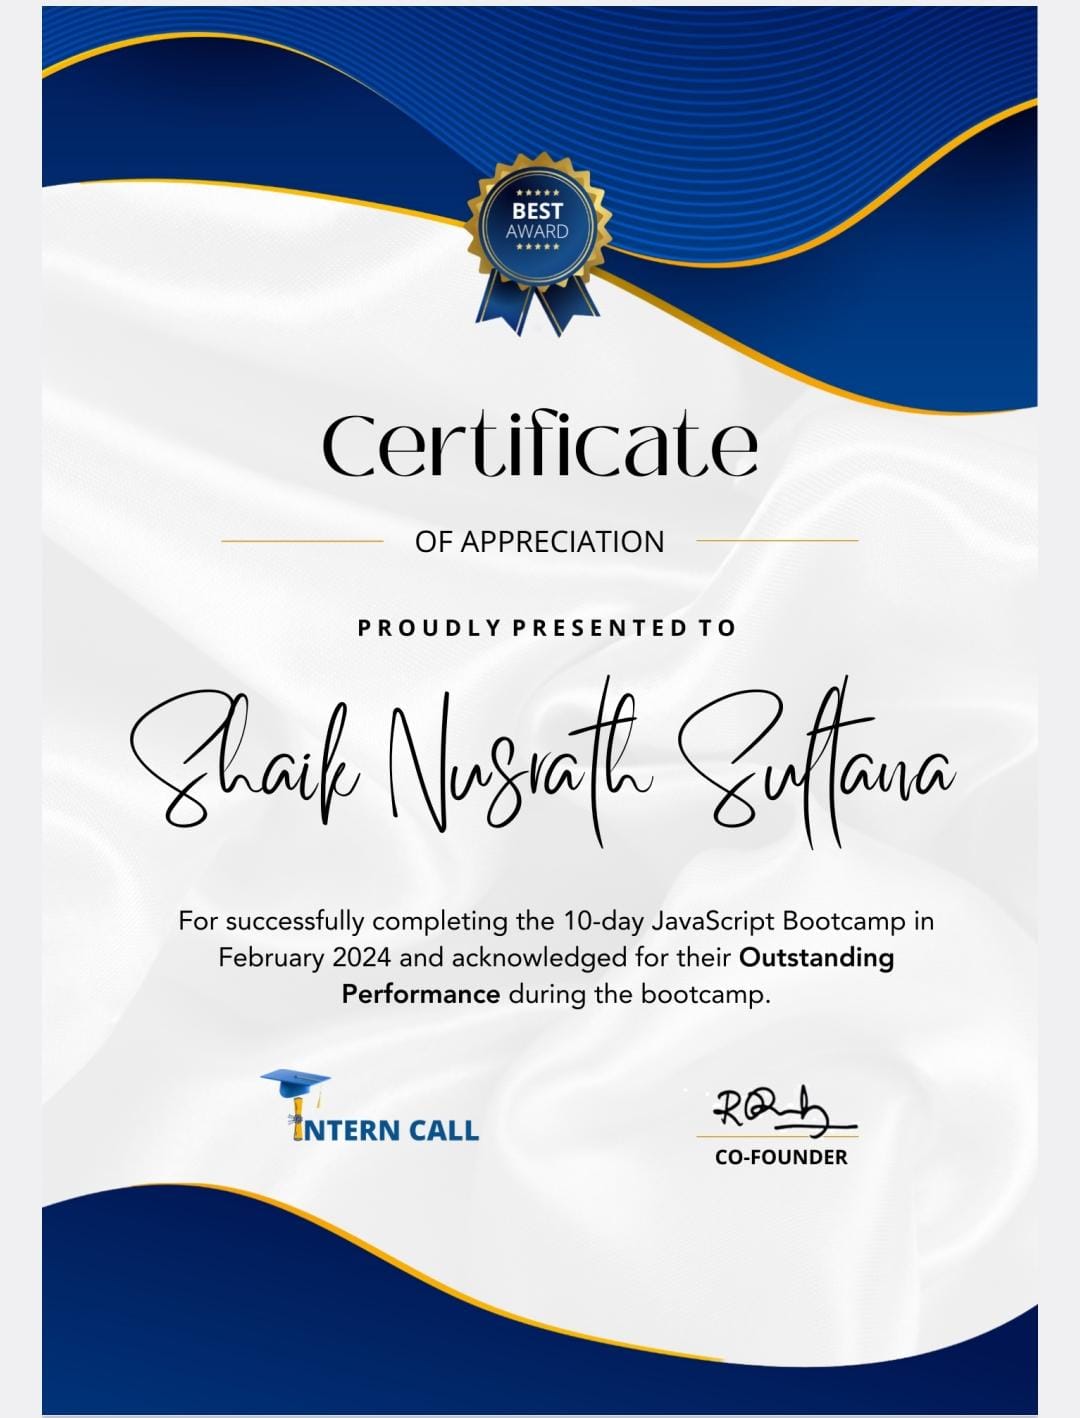 BEST
AWARD
Certificate
OF APPRECIATION
PROUDLY PRESENTED TO
Shaik Nusrath Sultana
For successfully completing the 10-day JavaScript Bootcamp in
February 2024 and acknowledged for their Outstanding
Performance during the bootcamp.
INTERN CALL
CO-FOUNDER